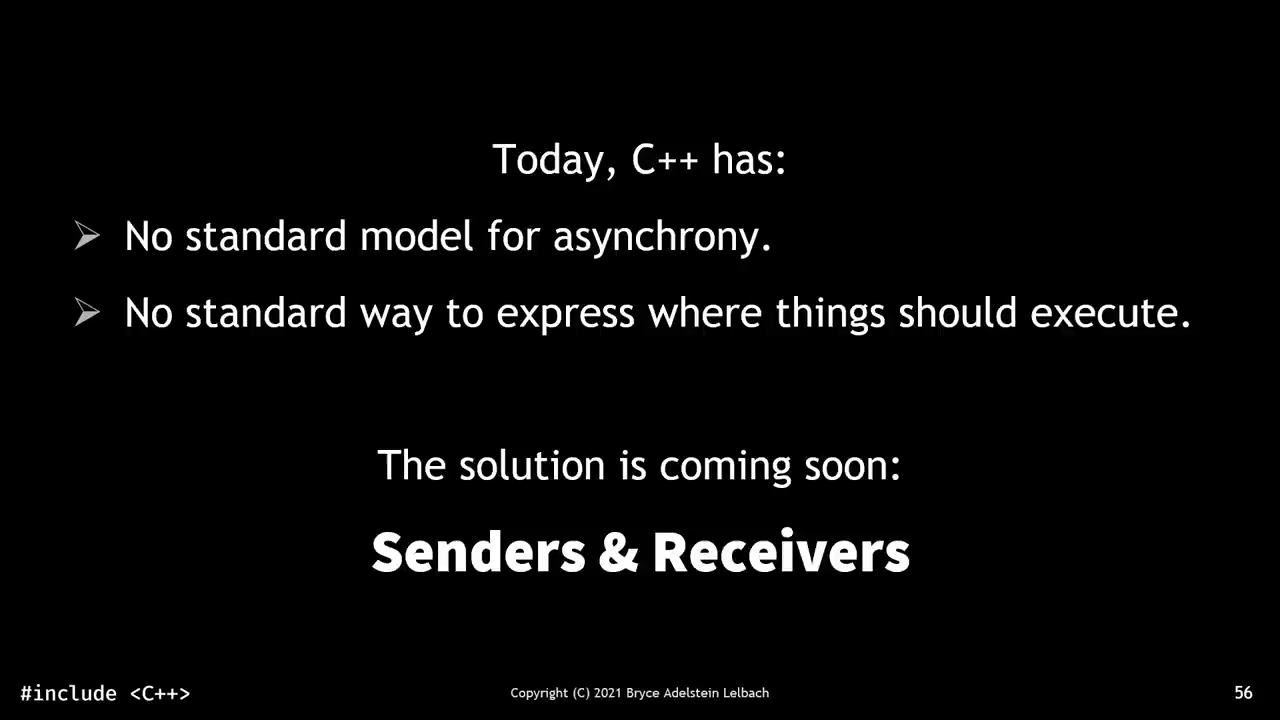 Today, C++ has:
➢ No standard model for asynchrony.
➢ No standard way to express where things should execute.
The solution is coming soon:
Senders & Receivers
#include <C++>
Copyright (C) 2021 Bryce Adelstein Lelbach
56